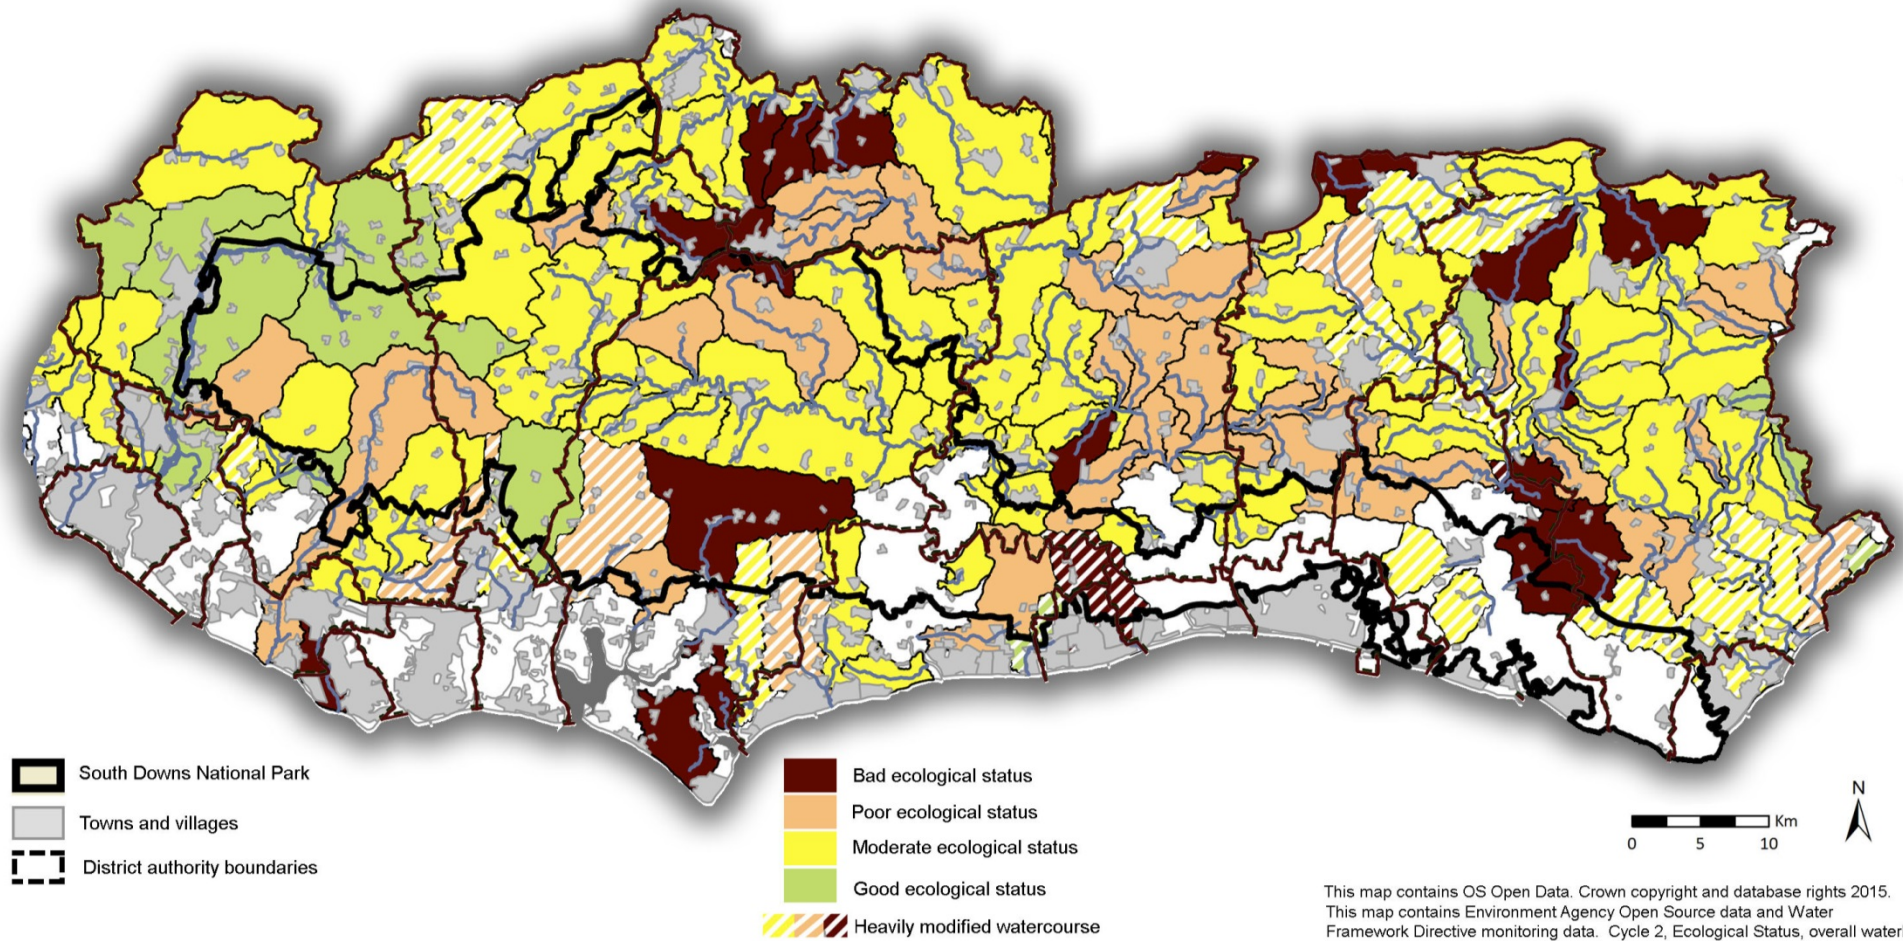 South Downs National Park
Towns and villages
District authority boundaries
Bad ecological status
Poor ecological status
Moderate ecological status
Good ecological status
Heavily modified watercourse
N
Km
0 5 10
This map contains OS Open Data. Crown copyright and database rights 2015.
This map contains Environment Agency Open Source data and Water
Framework Directive monitoring data. Cycle 2, Ecological Status, overall water